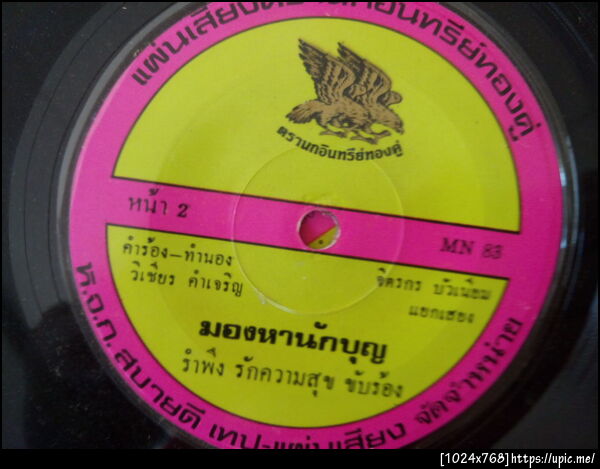 แผ่นเสียงตรานกอินทรีย์ทองคู่
ตรานกอินทรีย์ทองคู่
หน้า 2
MN 83
คำร้อง–ทำนอง
วิเชียร คำเจริญ
จิตรกร บัวเนียม
แยกเสียง
มองหานักบุญ
รำพึง รักความสุข ขับร้อง
ห.จ.ก. สบายดี เทป-แผ่นเสียง จัดจำหน่าย
[1024x768]https://upic.me/